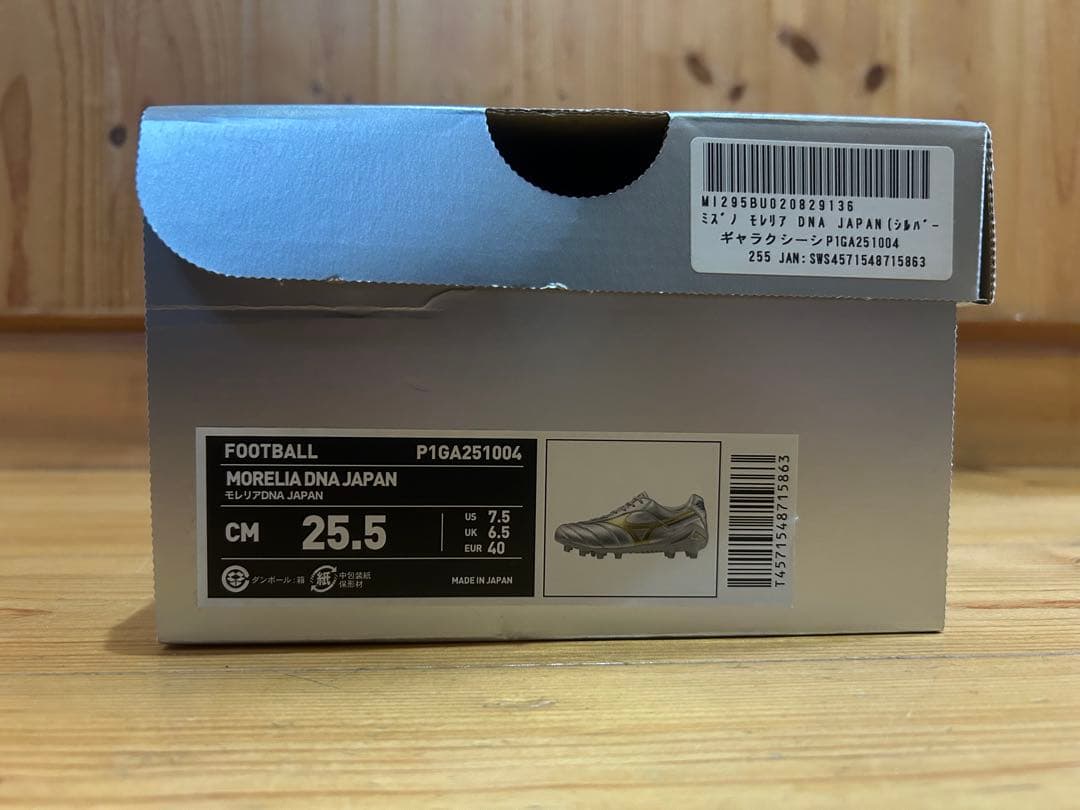 MI295BU020829136
ミズノ モレリア DNA JAPAN(シルバー
ギャラクシーシP1GA251004
255 JAN:SWS4571548715863
FOOTBALL P1GA251004
MORELIA DNA JAPAN
モレリアDNA JAPAN
CM 25.5
US 7.5
UK 6.5
EUR 40
ダンボール:箱
紙 中包装紙
保形材
MADE IN JAPAN
T4571548715863